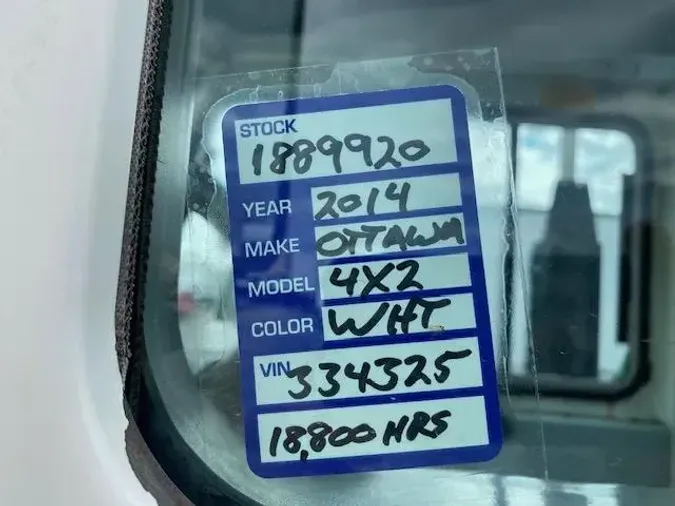 STOCK
1889920
YEAR 2014
MAKE OTTAWA
MODEL 4X2
COLOR WHT
VIN 334325
18,800 HRS